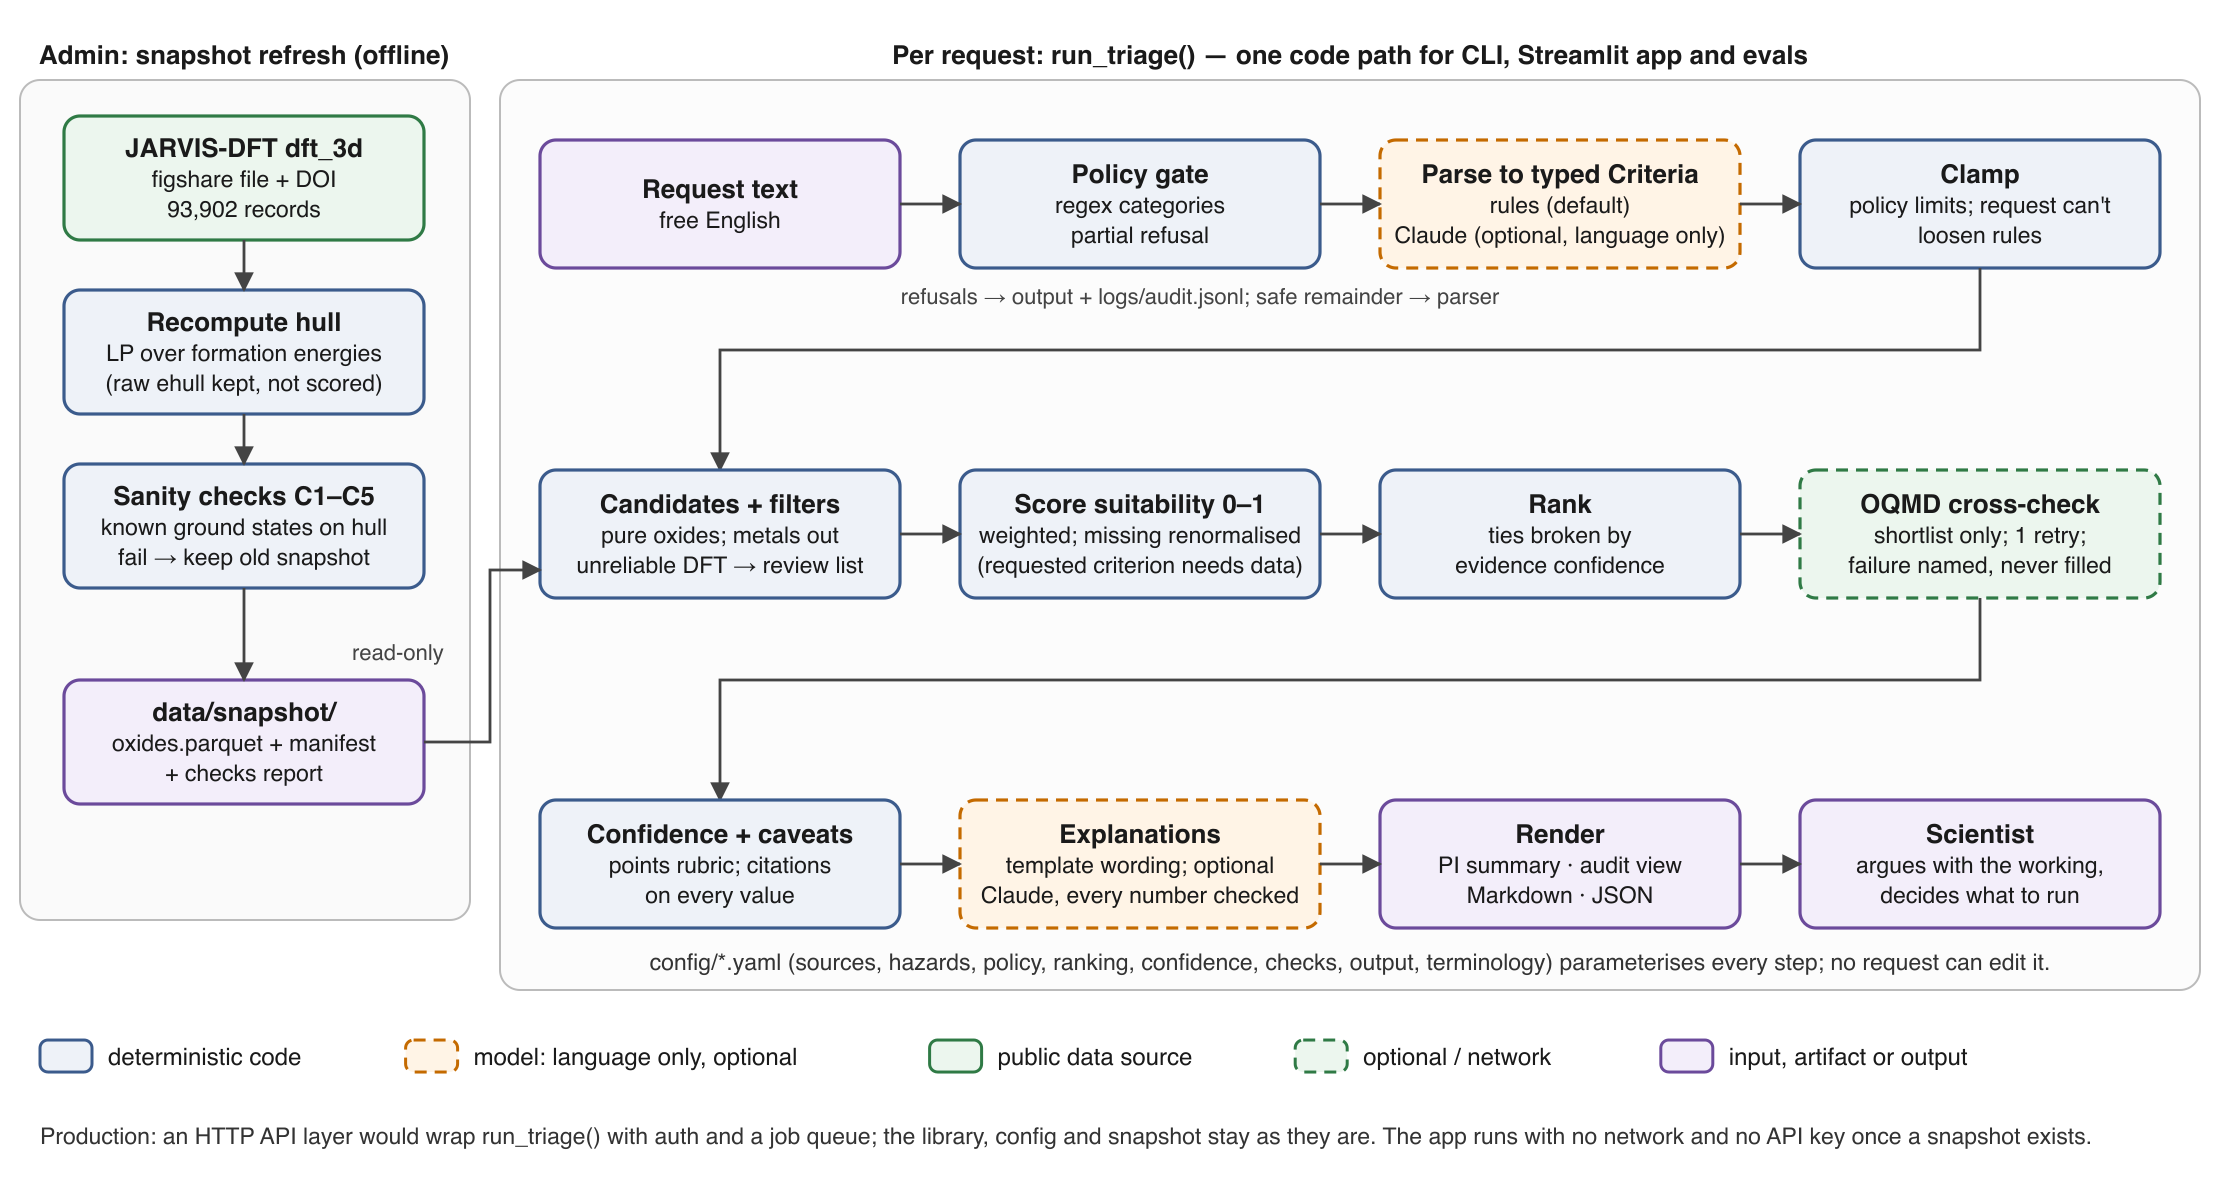 Admin: snapshot refresh (offline)
JARVIS-DFT dft_3d
figshare file + DOI
93,902 records
Recompute hull
LP over formation energies
(raw ehull kept, not scored)
Sanity checks C1–C5
known ground states on hull
fail → keep old snapshot
read-only
data/snapshot/
oxides.parquet + manifest
+ checks report
Per request: run_triage() — one code path for CLI, Streamlit app and evals
Request text
free English
Policy gate
regex categories
partial refusal
Parse to typed Criteria
rules (default)
Claude (optional, language only)
Clamp
policy limits; request can't
loosen rules
refusals → output + logs/audit.jsonl; safe remainder → parser
Candidates + filters
pure oxides; metals out
unreliable DFT → review list
Score suitability 0–1
weighted; missing renormalised
(requested criterion needs data)
Rank
ties broken by
evidence confidence
OQMD cross-check
shortlist only; 1 retry;
failure named, never filled
Confidence + caveats
points rubric; citations
on every value
Explanations
template wording; optional
Claude, every number checked
Render
PI summary · audit view
Markdown · JSON
Scientist
argues with the working,
decides what to run
config/*.yaml (sources, hazards, policy, ranking, confidence, checks, output, terminology) parameterises every step; no request can edit it.
deterministic code
model: language only, optional
public data source
optional / network
input, artifact or output
Production: an HTTP API layer would wrap run_triage() with auth and a job queue; the library, config and snapshot stay as they are. The app runs with no network and no API key once a snapshot exists.